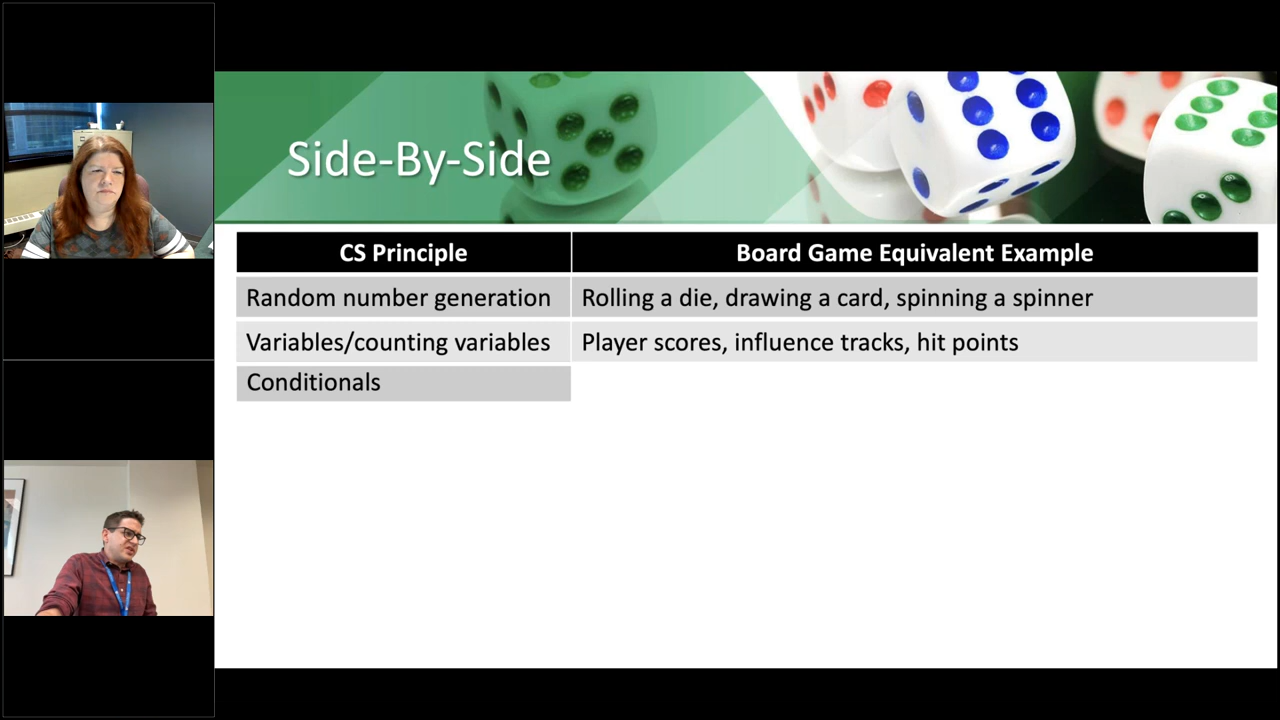 Side-By-Side
CS Principle Board Game Equivalent Example
Random number generation Rolling a die, drawing a card, spinning a spinner
Variables/counting variables Player scores, influence tracks, hit points
Conditionals